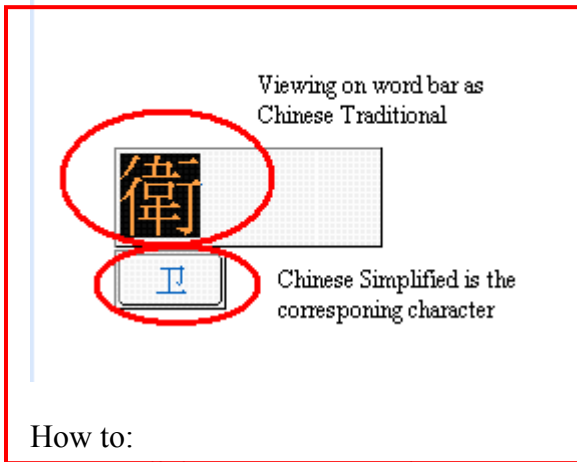 Viewing on word bar as
Chinese Traditional
衛
卫
Chinese Simplified is the
corresponing character
How to: